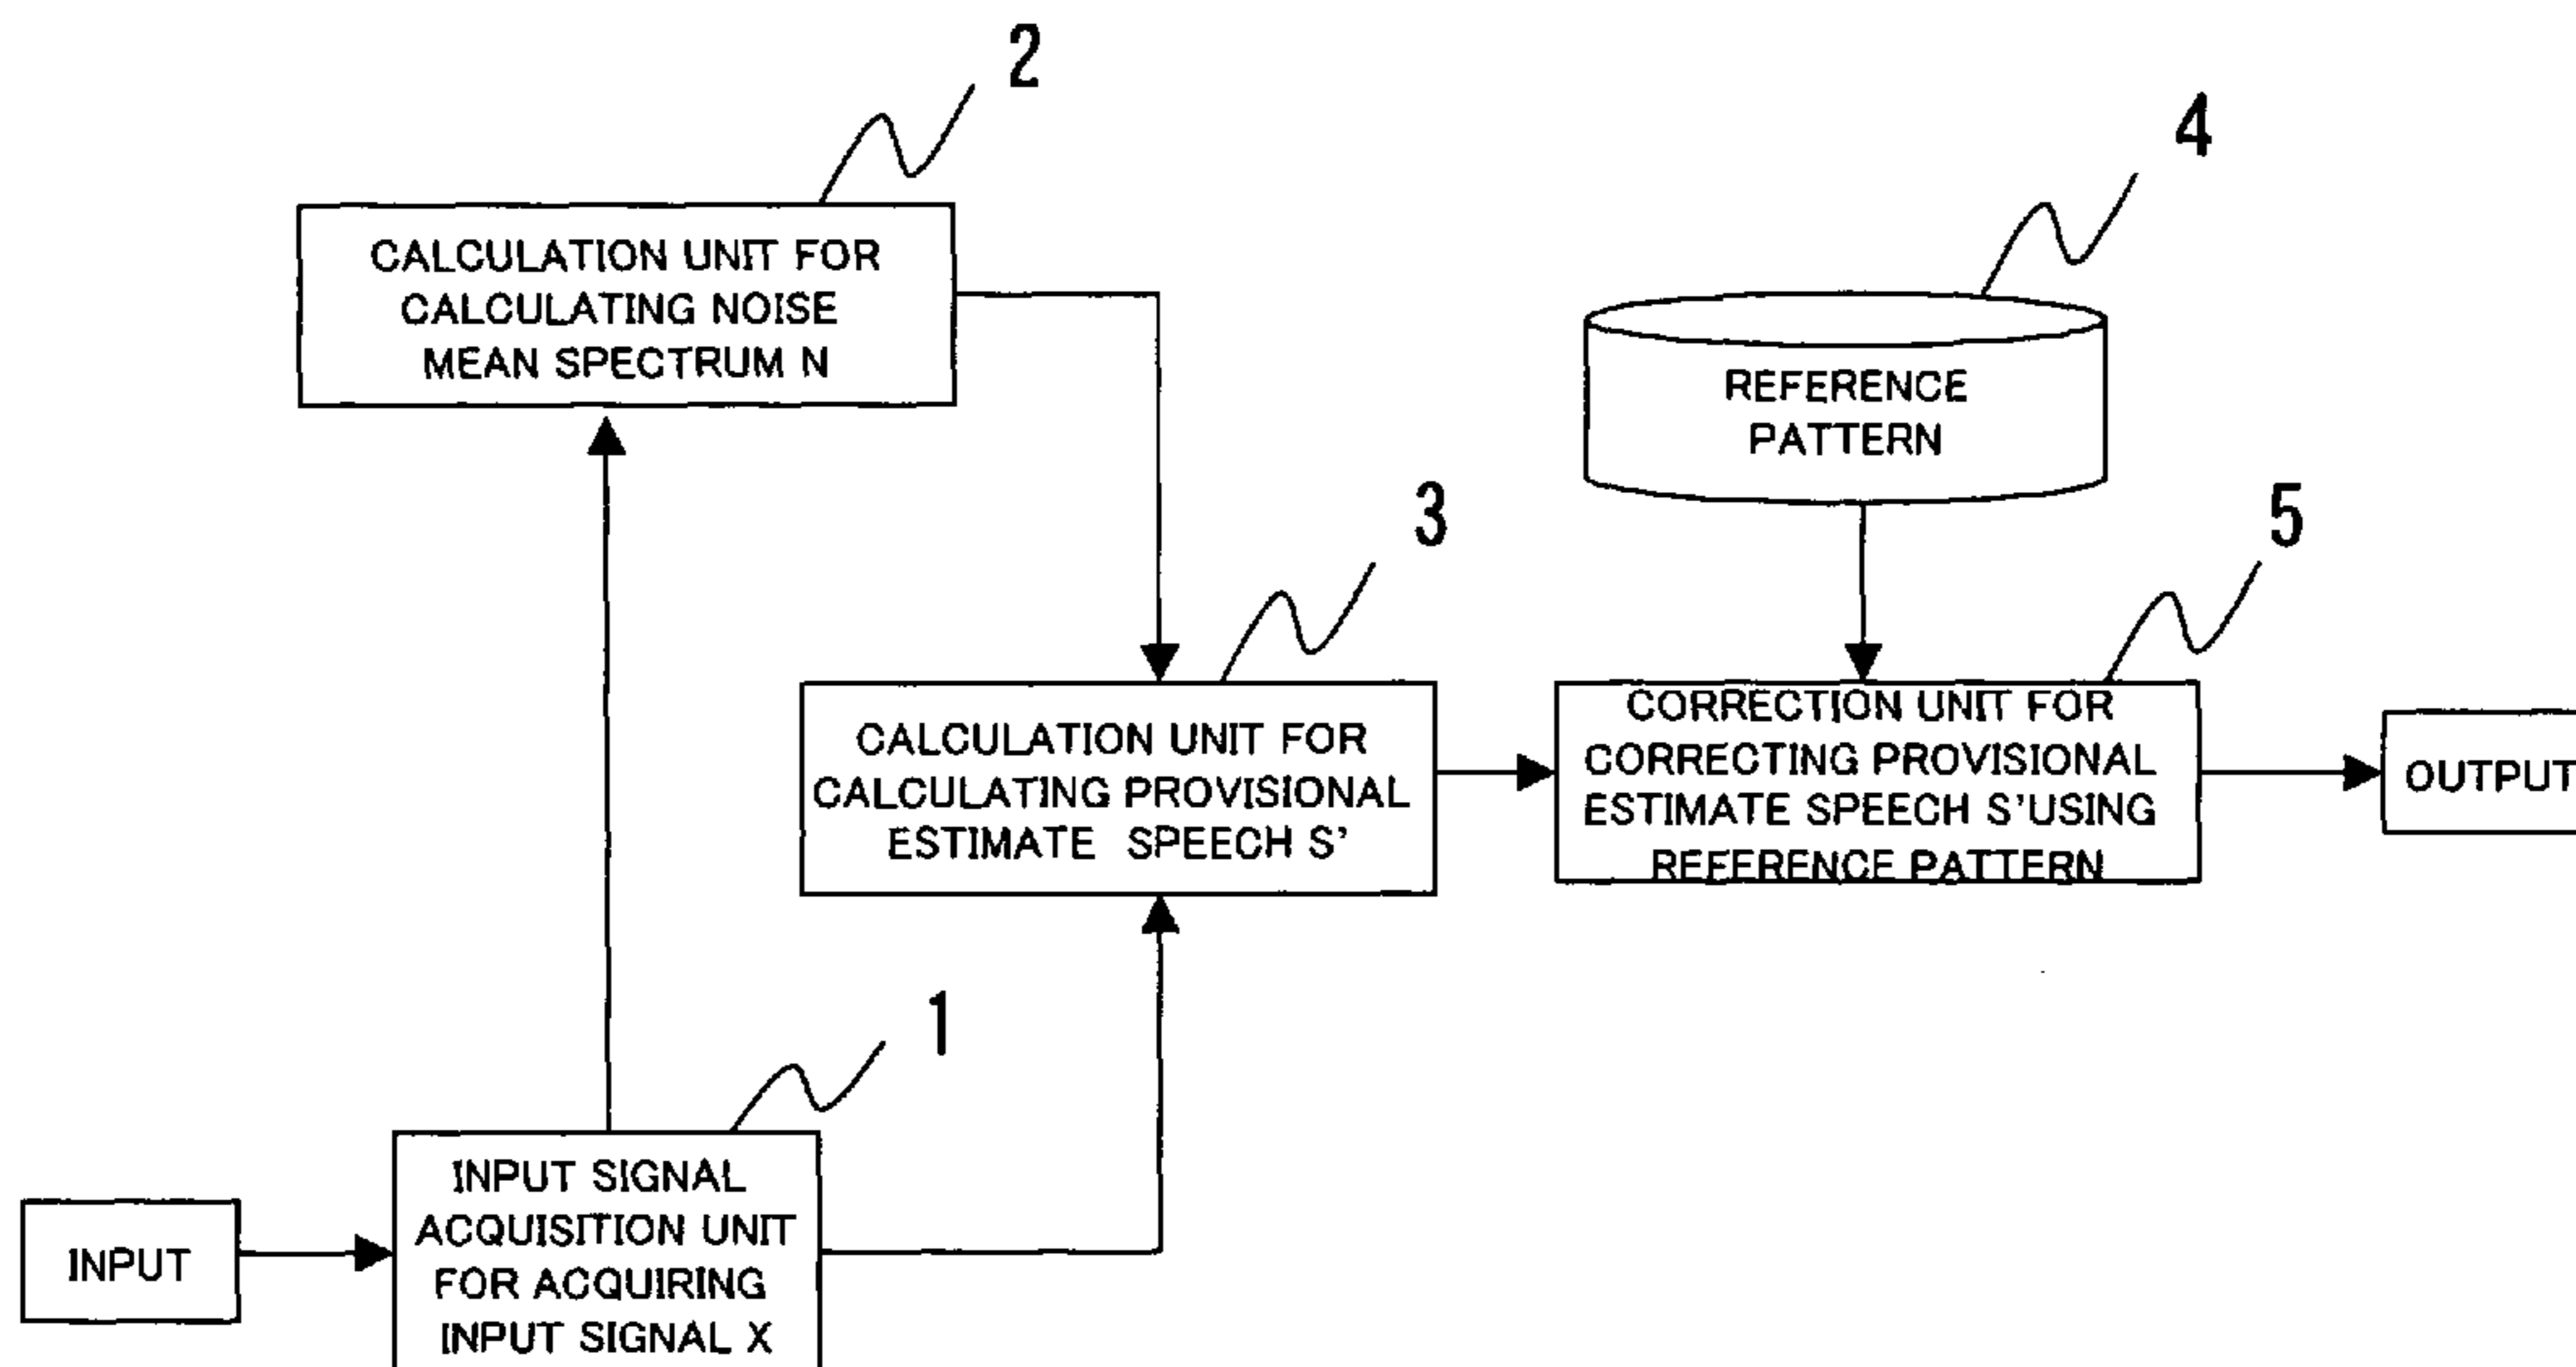 2
CALCULATION UNIT FOR
CALCULATING NOISE
MEAN SPECTRUM N
4
REFERENCE
PATTERN
3
CALCULATION UNIT FOR
CALCULATING PROVISIONAL
ESTIMATE SPEECH S'
5
CORRECTION UNIT FOR
CORRECTING PROVISIONAL
ESTIMATE SPEECH S'USING
REFERENCE PATTERN
OUTPUT
1
INPUT SIGNAL
ACQUISITION UNIT
FOR ACQUIRING
INPUT SIGNAL X
INPUT